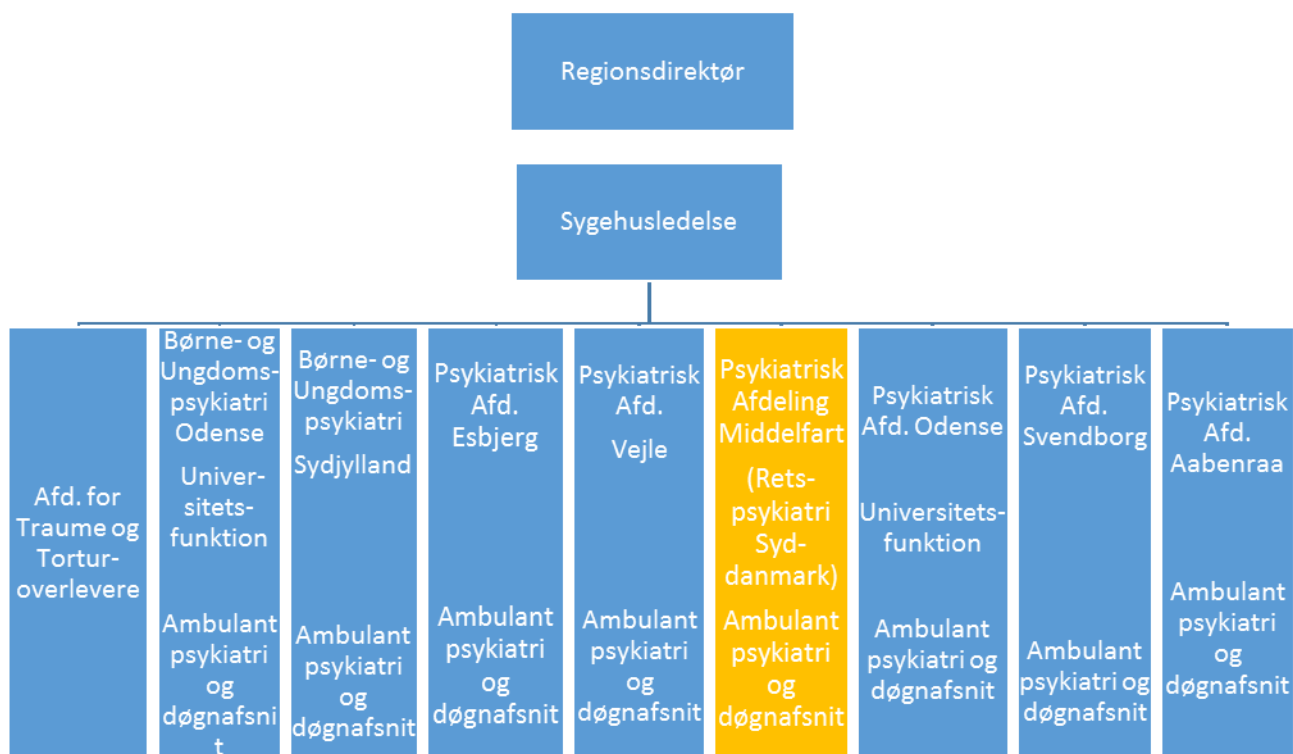 Regionsdirektør
Sygehusledelse
Afd. for
Traume og
Tortur-
overlevere
Børne- og
Ungdoms-
psykiatri
Odense
Univer-
sitets-
funktion
Ambulant
psykiatri
og
døgnafsni
t
Børne- og
Ungdoms-
psykiatri
Sydjylland
Ambulant
psykiatri
og
døgnafsnit
Psykiatrisk
Afd.
Esbjerg
Ambulant
psykiatri
og
døgnafsnit
Psykiatrisk
Afd.
Vejle
Ambulant
psykiatri
og
døgnafsnit
Psykiatrisk
Afdeling
Middelfart
(Rets-
psykiatri
Syd-
danmark)
Ambulant
psykiatri
og
døgnafsnit
Psykiatrisk
Afd. Odense
Universitets-
funktion
Ambulant
psykiatri og
døgnafsnit
Psykiatrisk
Afd.
Svendborg
Ambulant
psykiatri og
døgnafsnit
Psykiatrisk
Afd.
Aabenraa
Ambulant
psykiatri
og
døgnafsnit